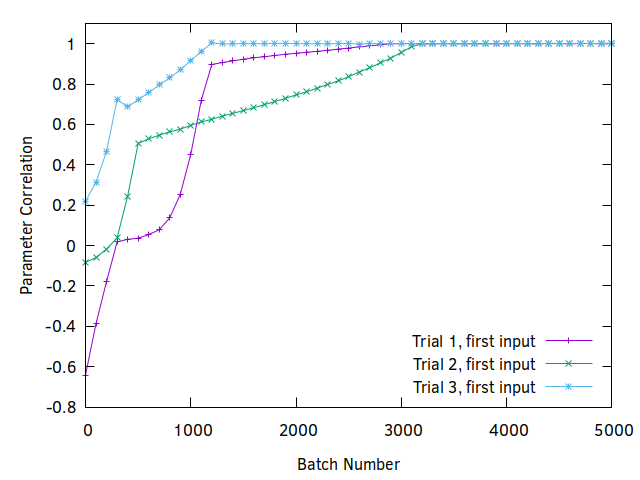 1
0.8
0.6
0.4
0.2
0
-0.2
-0.4
-0.6
-0.8
Parameter Correlation
Trial 1, first input
Trial 2, first input
Trial 3, first input
0 1000 2000 3000 4000 5000
Batch Number